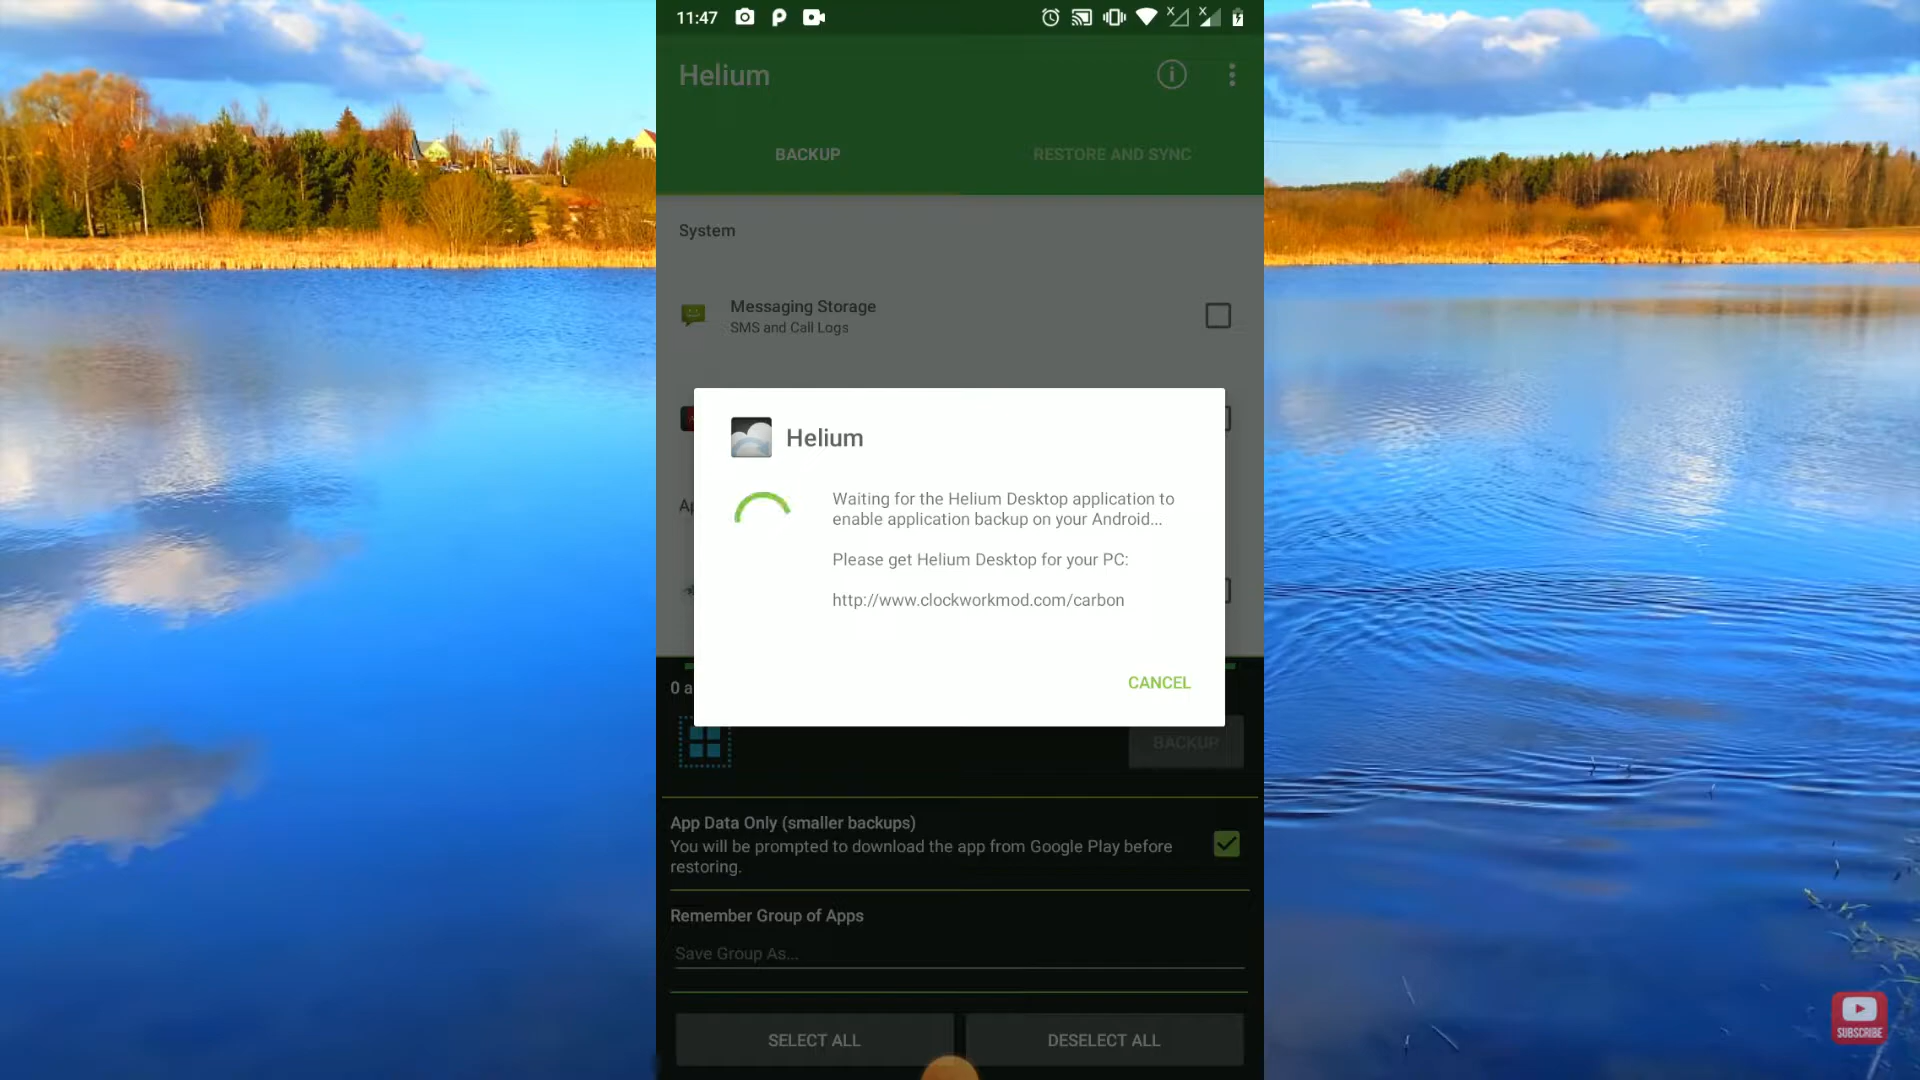 11:47
Helium
BACKUP
RESTORE AND SYNC
System
Messaging Storage
SMS and Call Logs
Helium
Waiting for the Helium Desktop application to
enable application backup on your Android...
Please get Helium Desktop for your PC:
http://www.clockworkmod.com/carbon
CANCEL
0 a
BACKUP
App Data Only (smaller backups)
You will be prompted to download the app from Google Play before
restoring.
Remember Group of Apps
Save Group As...
SELECT ALL
DESELECT ALL
SUBSCRIBE